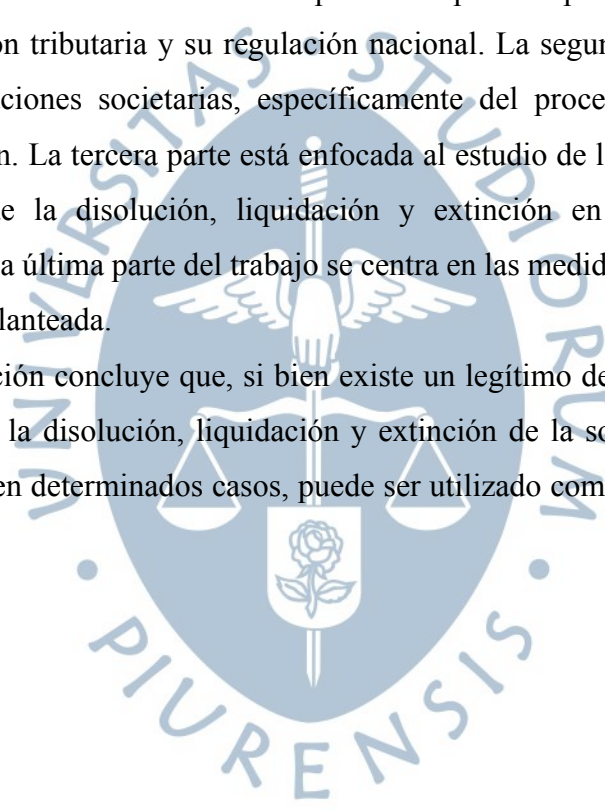 ón tributaria y su regulación nacional. La segun
ciones societarias, específicamente del proce
n. La tercera parte está enfocada al estudio de l
e la disolución, liquidación y extinción en
a última parte del trabajo se centra en las medid
lanteada.
ción concluye que, si bien existe un legítimo de
la disolución, liquidación y extinción de la so
en determinados casos, puede ser utilizado com
UNIVERSITAS STUDIORUM
PIURENSIS